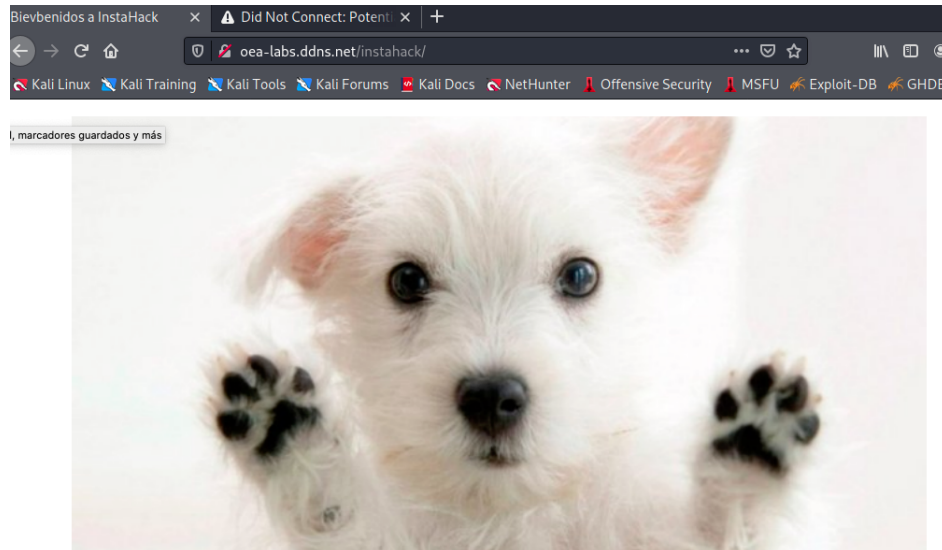 Bievbenidos a InstaHack
Did Not Connect: Potenti
oea-labs.ddns.net/instahack/
Kali Linux Kali Training Kali Tools Kali Forums Kali Docs NetHunter Offensive Security MSFU Exploit-DB GHDB
l, marcadores guardados y más